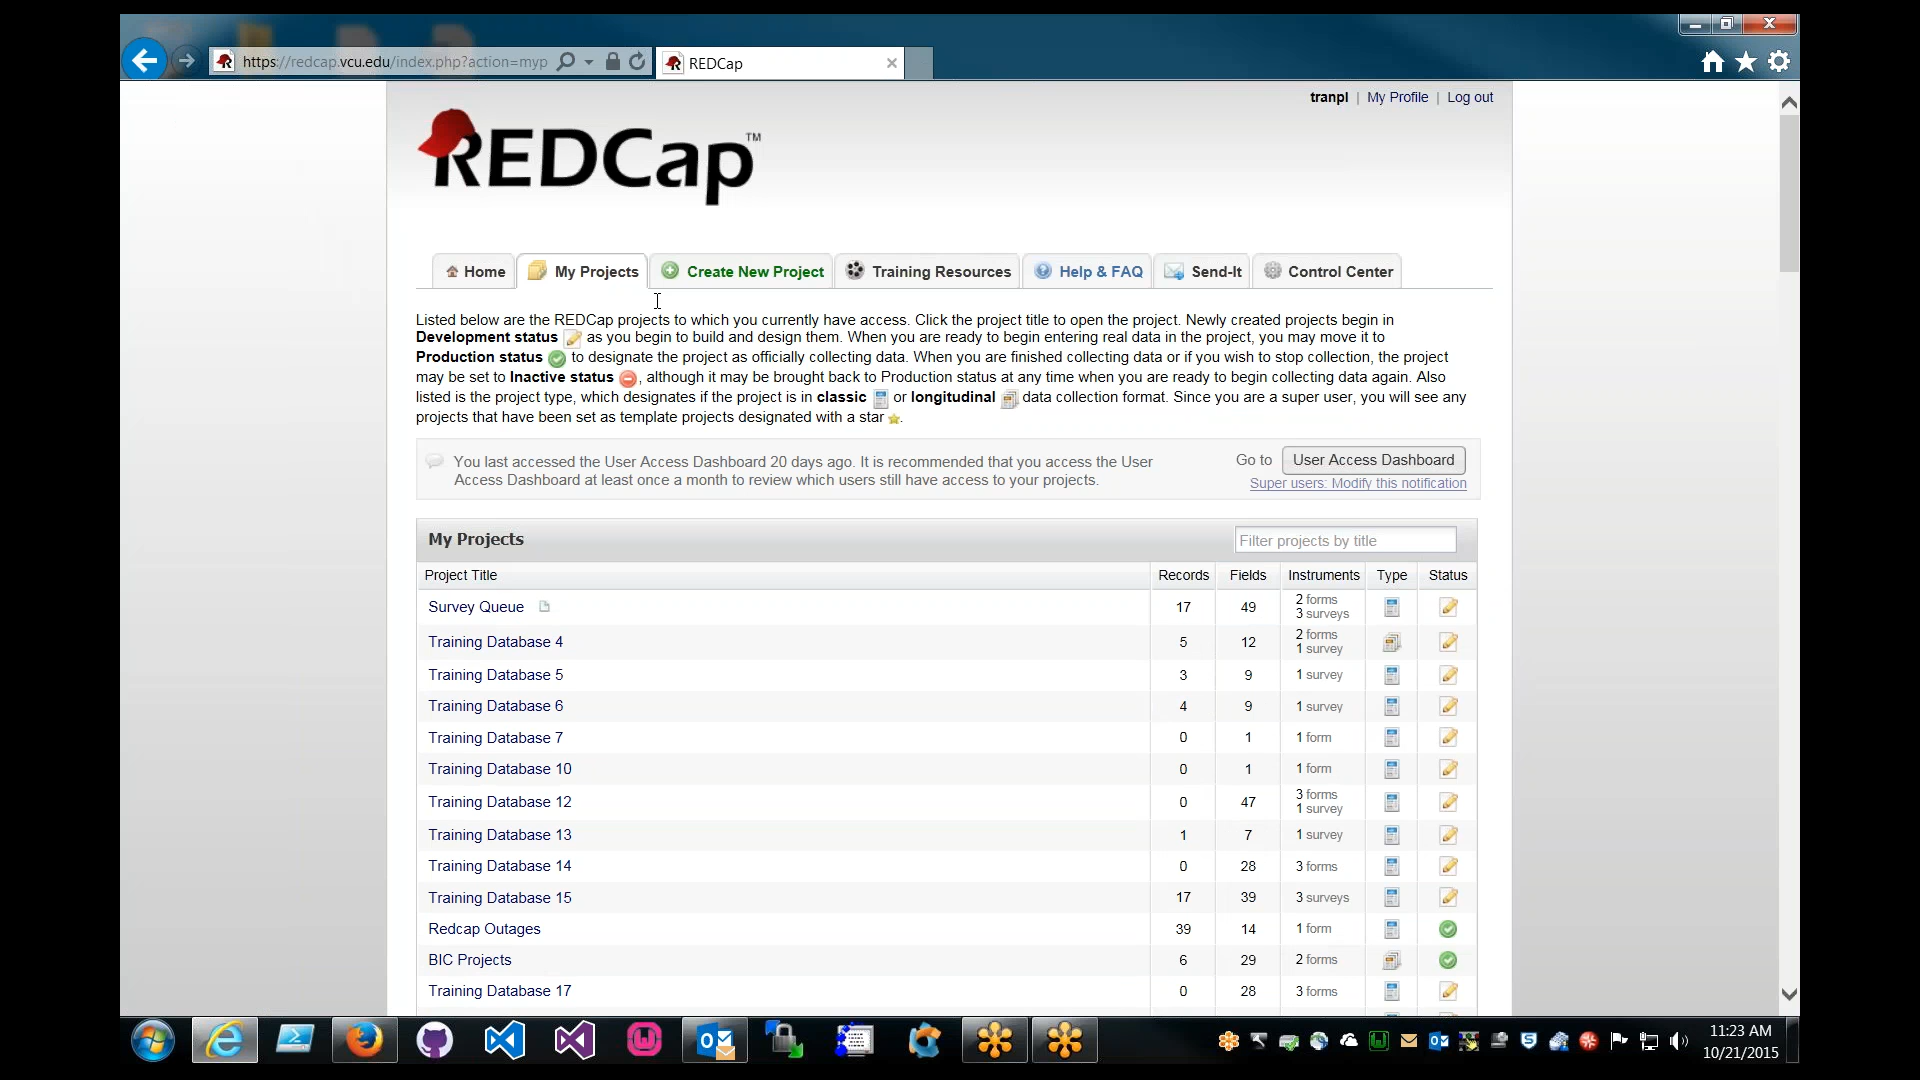 https://redcap.vcu.edu/index.php?action=myp
REDCap
tranpl | My Profile | Log out
REDCap™
Home
My Projects
Create New Project
Training Resources
Help & FAQ
Send-It
Control Center
Listed below are the REDCap projects to which you currently have access. Click the project title to open the project. Newly created projects begin in
Development status as you begin to build and design them. When you are ready to begin entering real data in the project, you may move it to
Production status to designate the project as officially collecting data. When you are finished collecting data or if you wish to stop collection, the project
may be set to Inactive status , although it may be brought back to Production status at any time when you are ready to begin collecting data again. Also
listed is the project type, which designates if the project is in classic or longitudinal data collection format. Since you are a super user, you will see any
projects that have been set as template projects designated with a star .
You last accessed the User Access Dashboard 20 days ago. It is recommended that you access the User
Access Dashboard at least once a month to review which users still have access to your projects.
Go to User Access Dashboard
Super users: Modify this notification
My Projects
Filter projects by title
Project Title Records Fields Instruments Type Status
Survey Queue 17 49 2 forms
3 surveys
Training Database 4 5 12 2 forms
1 survey
Training Database 5 3 9 1 survey
Training Database 6 4 9 1 survey
Training Database 7 0 1 1 form
Training Database 10 0 1 1 form
Training Database 12 0 47 3 forms
1 survey
Training Database 13 1 7 1 survey
Training Database 14 0 28 3 forms
Training Database 15 17 39 3 surveys
Redcap Outages 39 14 1 form
BIC Projects 6 29 2 forms
Training Database 17 0 28 3 forms
11:23 AM
10/21/2015